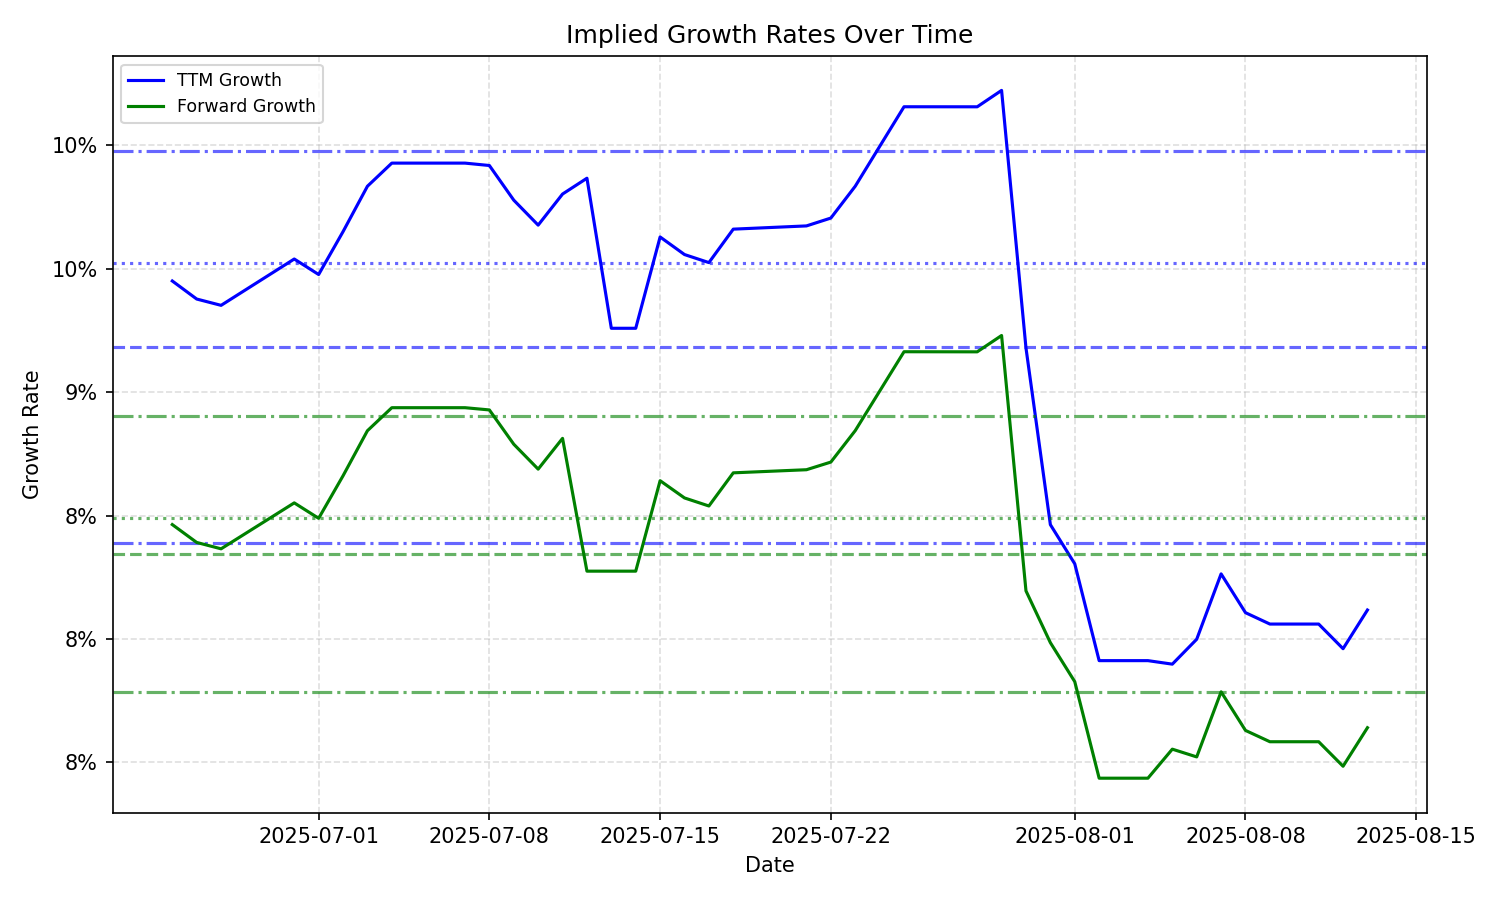 Implied Growth Rates Over Time
TTM Growth
Forward Growth
10%
10%
9%
8%
8%
8%
Growth Rate
2025-07-01
2025-07-08
2025-07-15
2025-07-22
2025-08-01
2025-08-08
2025-08-15
Date